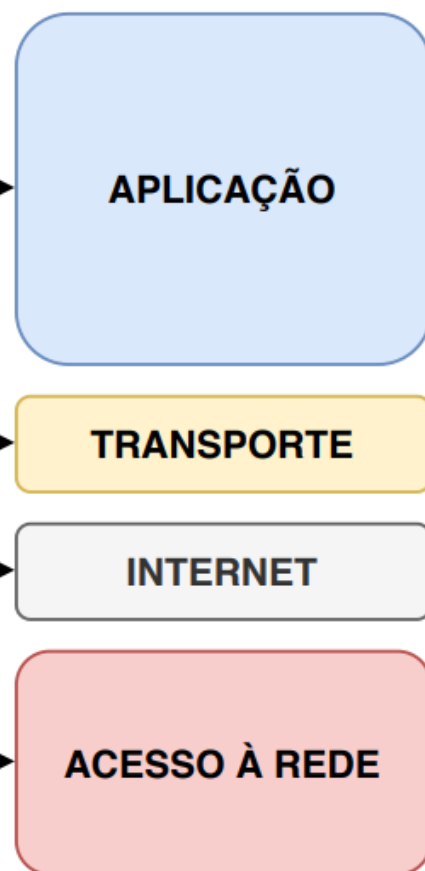 APLICAÇÃO
TRANSPORTE
INTERNET
ACESSO À REDE